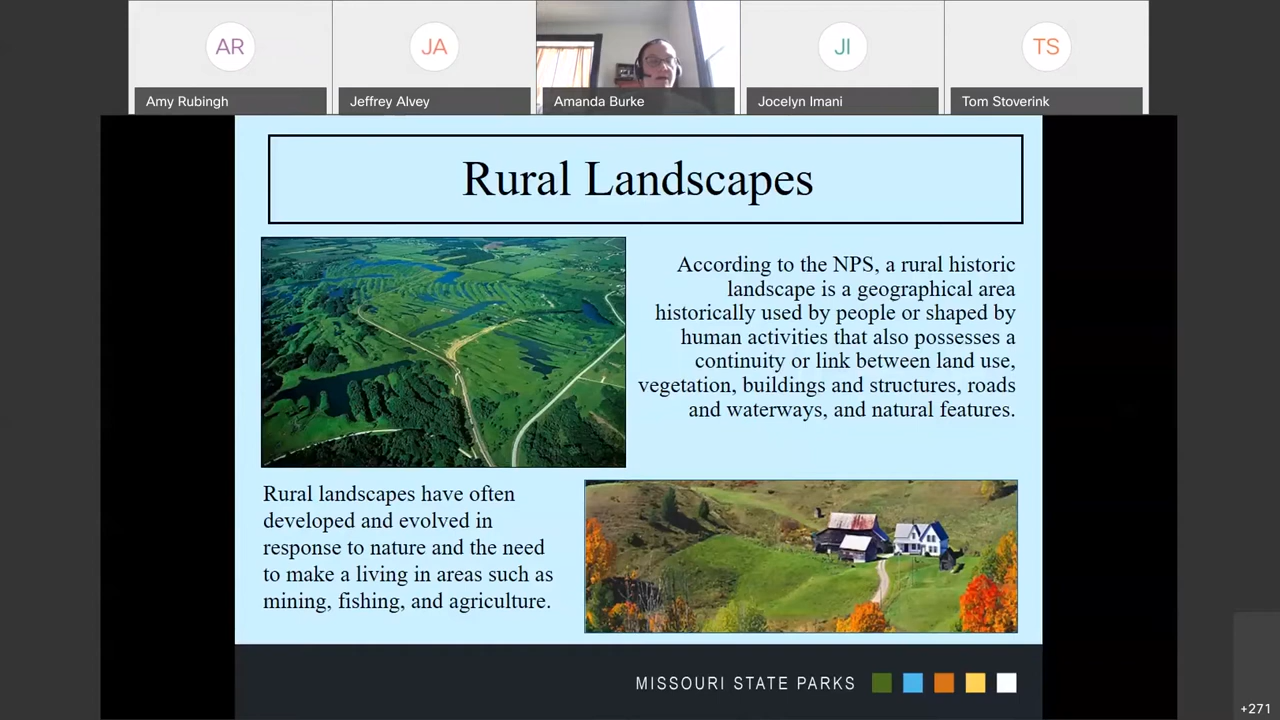 AR
JA
JI
TS
Amy Rubingh
Jeffrey Alvey
Amanda Burke
Jocelyn Imani
Tom Stoverink
Rural Landscapes
According to the NPS, a rural historic
landscape is a geographical area
historically used by people or shaped by
human activities that also possesses a
continuity or link between land use,
vegetation, buildings and structures, roads
and waterways, and natural features.
Rural landscapes have often
developed and evolved in
response to nature and the need
to make a living in areas such as
mining, fishing, and agriculture.
MISSOURI STATE PARKS
+271